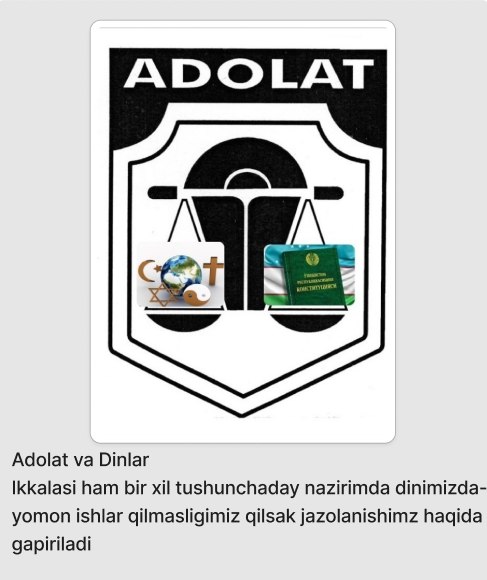 ADOLAT
ЎЗБЕКИСТОН
РЕСПУБЛИКАСИНИНГ
КОНСТИТУЦИЯСИ
Adolat va Dinlar
Ikkalasi ham bir xil tushunchaday nazirimda dinimizda-
yomon ishlar qilmasligimiz qilsak jazolanishimz haqida
gapiriladi